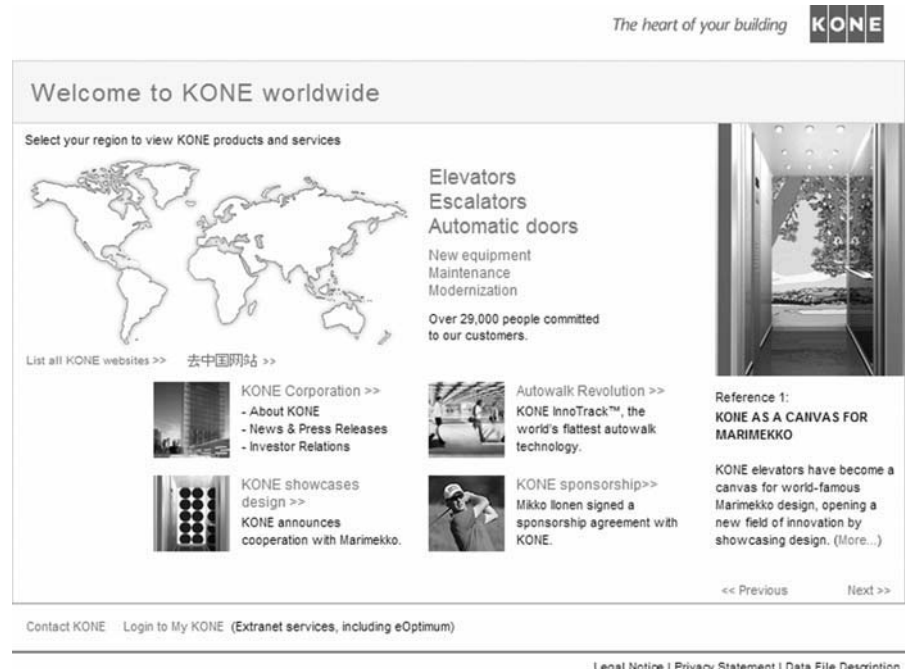 The heart of your building
KONE
Welcome to KONE worldwide
Select your region to view KONE products and services
Elevators
Escalators
Automatic doors
New equipment
Maintenance
Modernization
Over 29,000 people committed
to our customers.
List all KONE websites >> 去中国网站 >>
KONE Corporation >>
- About KONE
- News & Press Releases
- Investor Relations
Autowalk Revolution >>
KONE InnoTrack™, the
world's flattest autowalk
technology.
KONE showcases
design >>
KONE announces
cooperation with Marimekko.
KONE sponsorship>>
Mikko Ilonen signed a
sponsorship agreement with
KONE.
Reference 1:
KONE AS A CANVAS FOR
MARIMEKKO
KONE elevators have become a
canvas for world-famous
Marimekko design, opening a
new field of innovation by
showcasing design. (More...)
<< Previous Next >>
Contact KONE Login to My KONE (Extranet services, including eOptimum)
Legal Notice | Privacy Statement | Data File Description